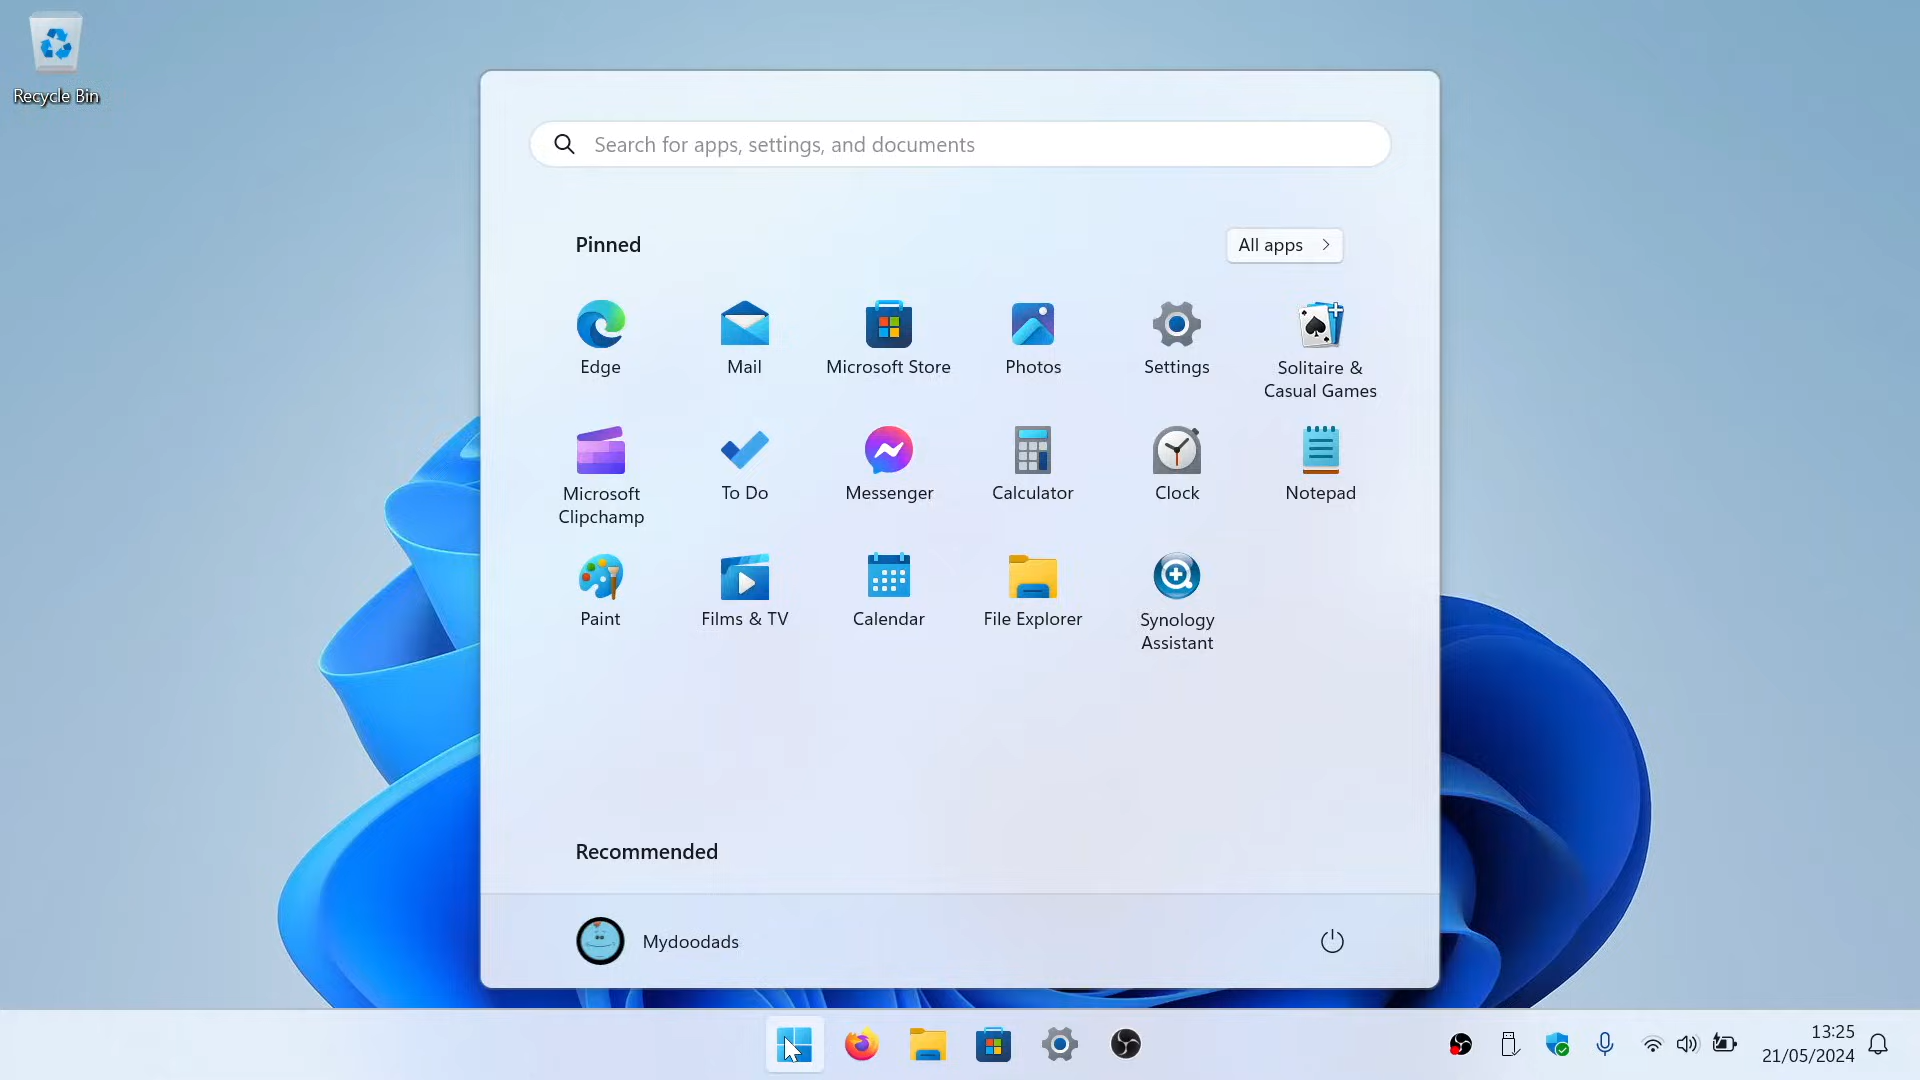 Recycle Bin
Search for apps, settings, and documents
Pinned
All apps
Edge
Mail
Microsoft Store
Photos
Settings
Solitaire &
Casual Games
Microsoft
Clipchamp
To Do
Messenger
Calculator
Clock
Notepad
Paint
Films & TV
Calendar
File Explorer
Synology
Assistant
Recommended
Mydoodads
13:25
21/05/2024